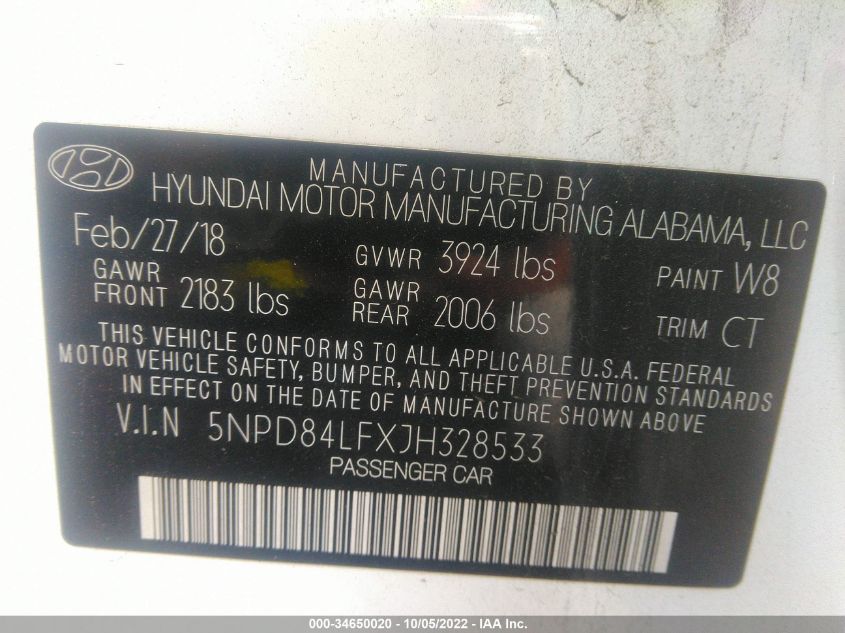 MANUFACTURED BY
HYUNDAI MOTOR MANUFACTURING ALABAMA, LLC
Feb/27/18 GVWR 3924 lbs PAINT W8
GAWR FRONT 2183 lbs GAWR REAR 2006 lbs TRIM CT
THIS VEHICLE CONFORMS TO ALL APPLICABLE U.S.A. FEDERAL
MOTOR VEHICLE SAFETY, BUMPER, AND THEFT PREVENTION STANDARDS
IN EFFECT ON THE DATE OF MANUFACTURE SHOWN ABOVE
V.I.N 5NPD84LFXJH328533
PASSENGER CAR
000-34650020 - 10/05/2022 - IAA Inc.